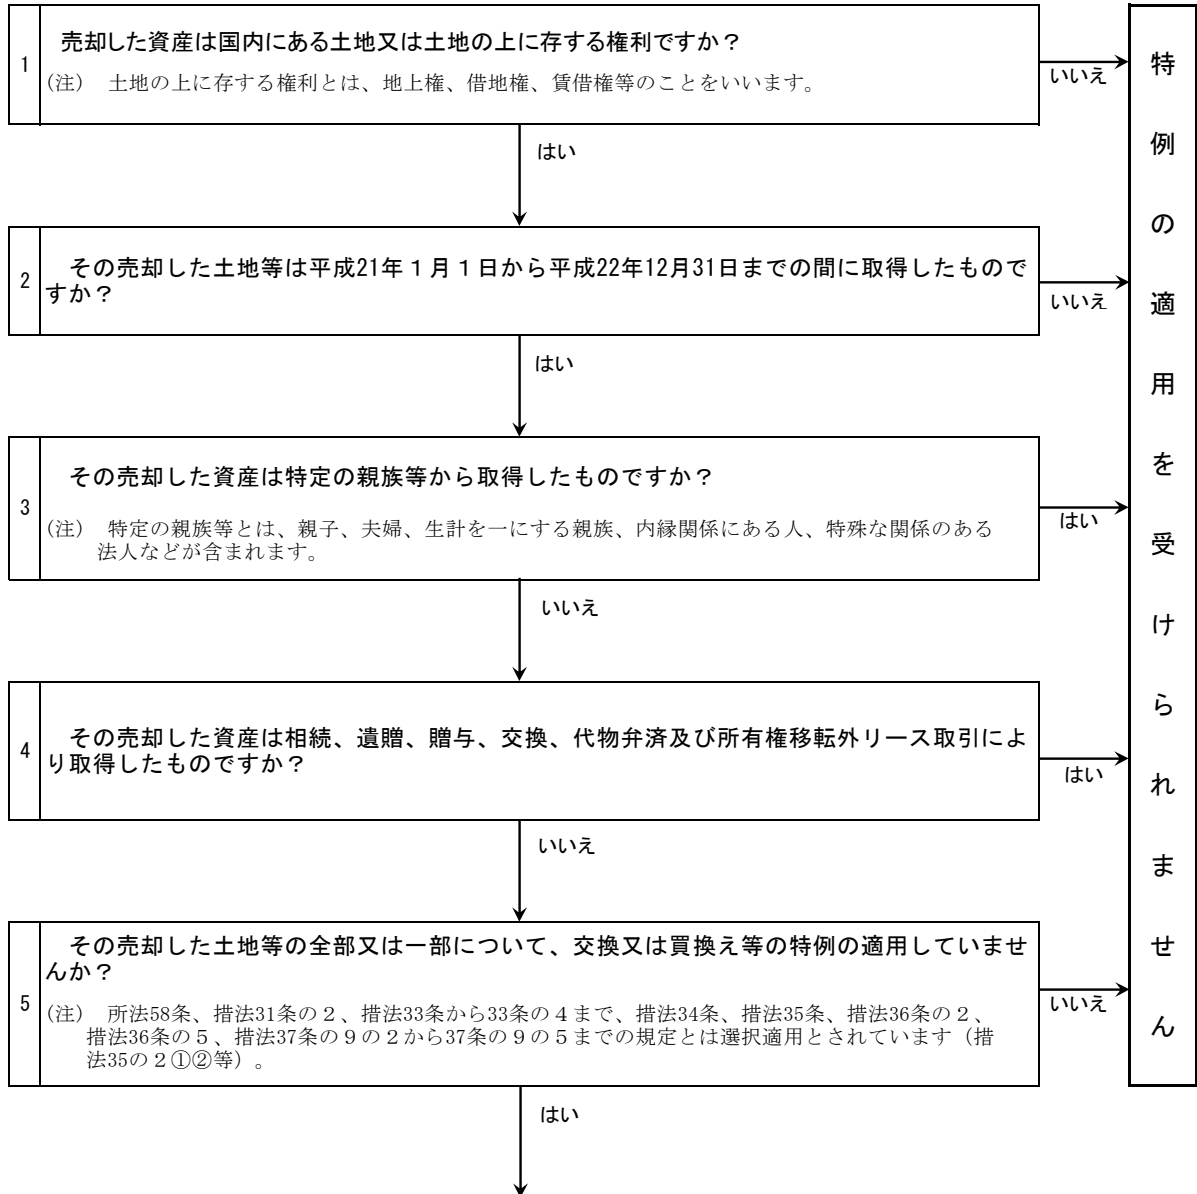 1
売却した資産は国内にある土地又は土地の上に存する権利ですか？
(注)　土地の上に存する権利とは、地上権、借地権、賃借権等のことをいいます。
いいえ
はい
2
その売却した土地等は平成21年１月１日から平成22年12月31日までの間に取得したもので
すか？
いいえ
はい
3
その売却した資産は特定の親族等から取得したものですか？
(注)　特定の親族等とは、親子、夫婦、生計を一にする親族、内縁関係にある人、特殊な関係のある
法人などが含まれます。
はい
いいえ
4
その売却した資産は相続、遺贈、贈与、交換、代物弁済及び所有権移転外リース取引によ
り取得したものですか？
はい
いいえ
5
その売却した土地等の全部又は一部について、交換又は買換え等の特例の適用していませ
んか？
(注)　所法58条、措法31条の２、措法33条から33条の４まで、措法34条、措法35条、措法36条の２、
措法36条の５、措法37条の９の２から37条の９の５までの規定とは選択適用とされています（措
法35の２①②等）。
いいえ
はい
特例の適用を受けられません